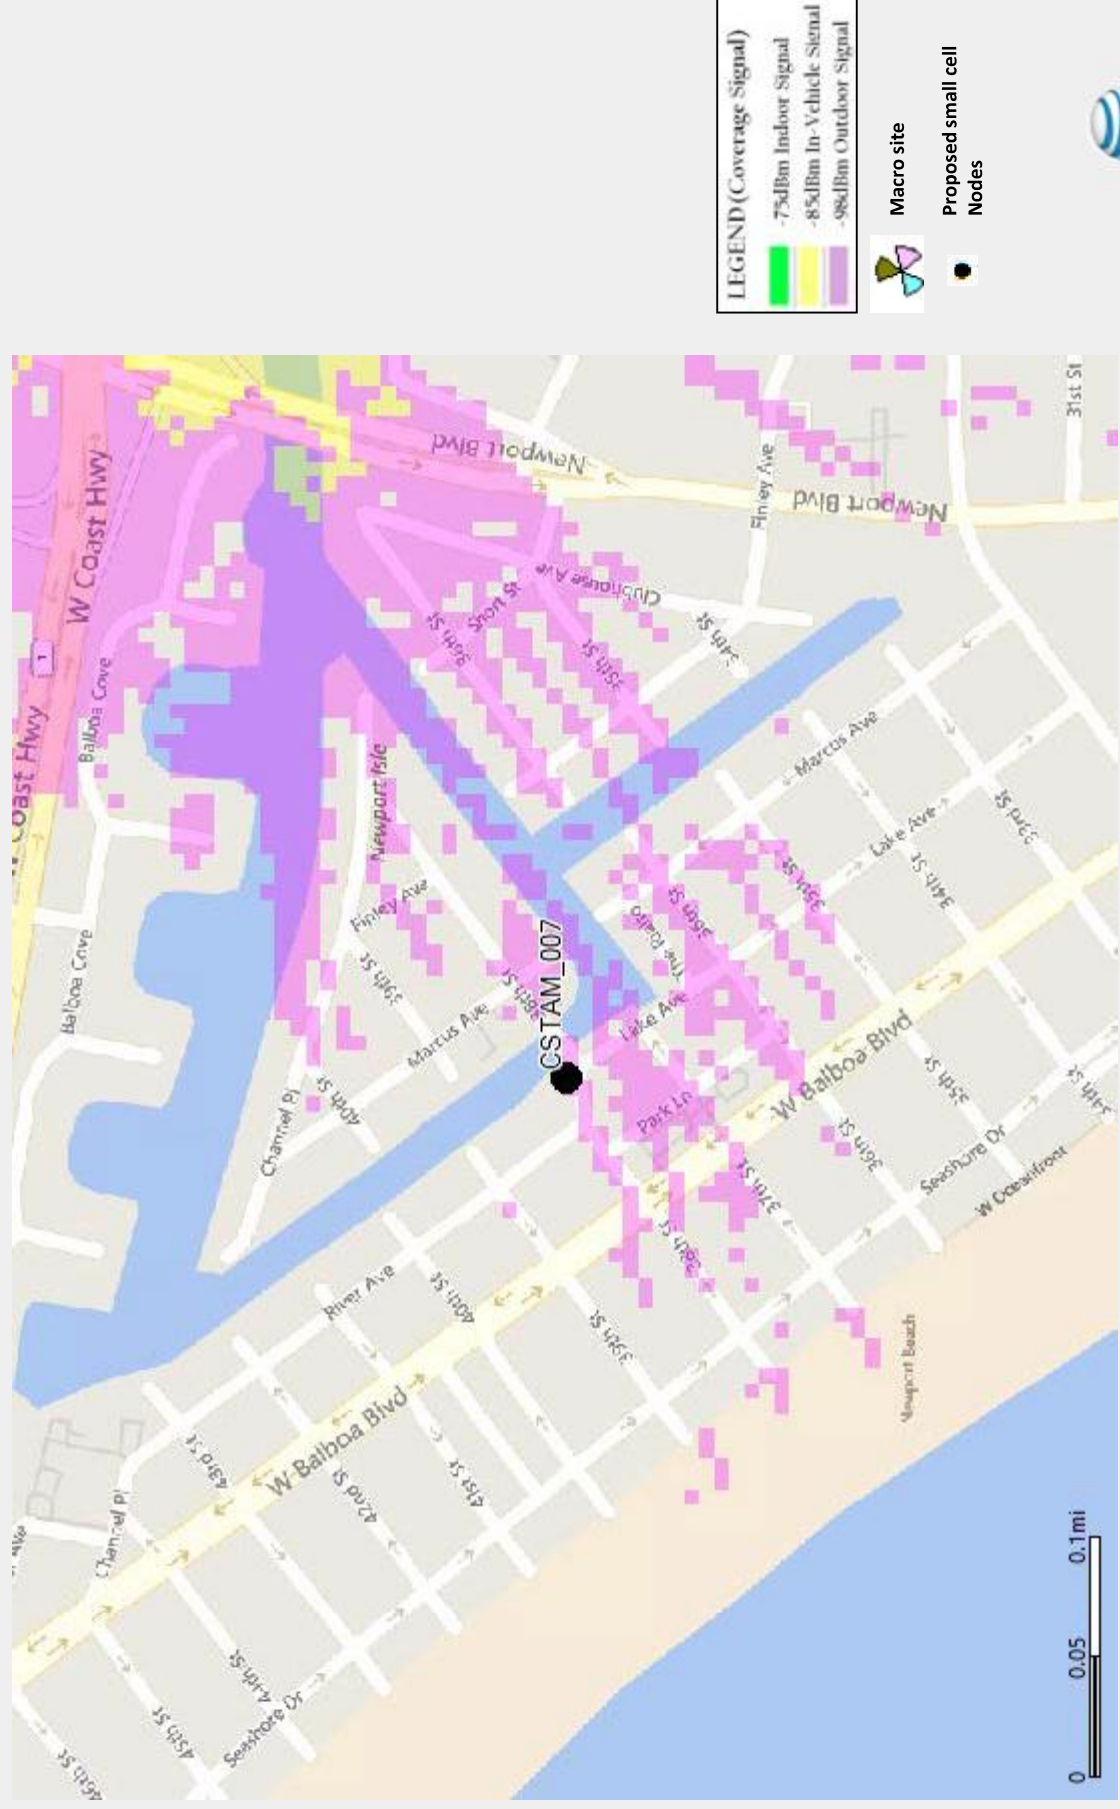 LEGEND (Coverage Signal)
-75dBm Indoor Signal
-85dBm In-Vehicle Signal
-98dBm Outdoor Signal
Macro site
Proposed small cell
Nodes
W Coast Hwy
W Coast Hwy
1
Balboa Cove
Balboa Cove
Newport Blvd
Newport Blvd
Finley Ave
31st St
Clubhouse Ave
Short St
36th St
35th St
34th St
Newport Isle
Finley Ave
39th St
38th St
Marcus Ave
40th St
Channel Pl
CSTAM_007
The Rialto
36th St
35th St
Marcus Ave
Lake Ave
34th St
33rd St
Lake Ave
Park Ln
W Balboa Blvd
35th St
36th St
37th St
38th St
39th St
34th St
Seashore Dr
W Oceanfront
River Ave
40th St
41st St
42nd St
43rd St
W Balboa Blvd
Channel Pl
Ave
44th St
45th St
46th St
Seashore Dr
Newport Beach
0
0.05
0.1mi